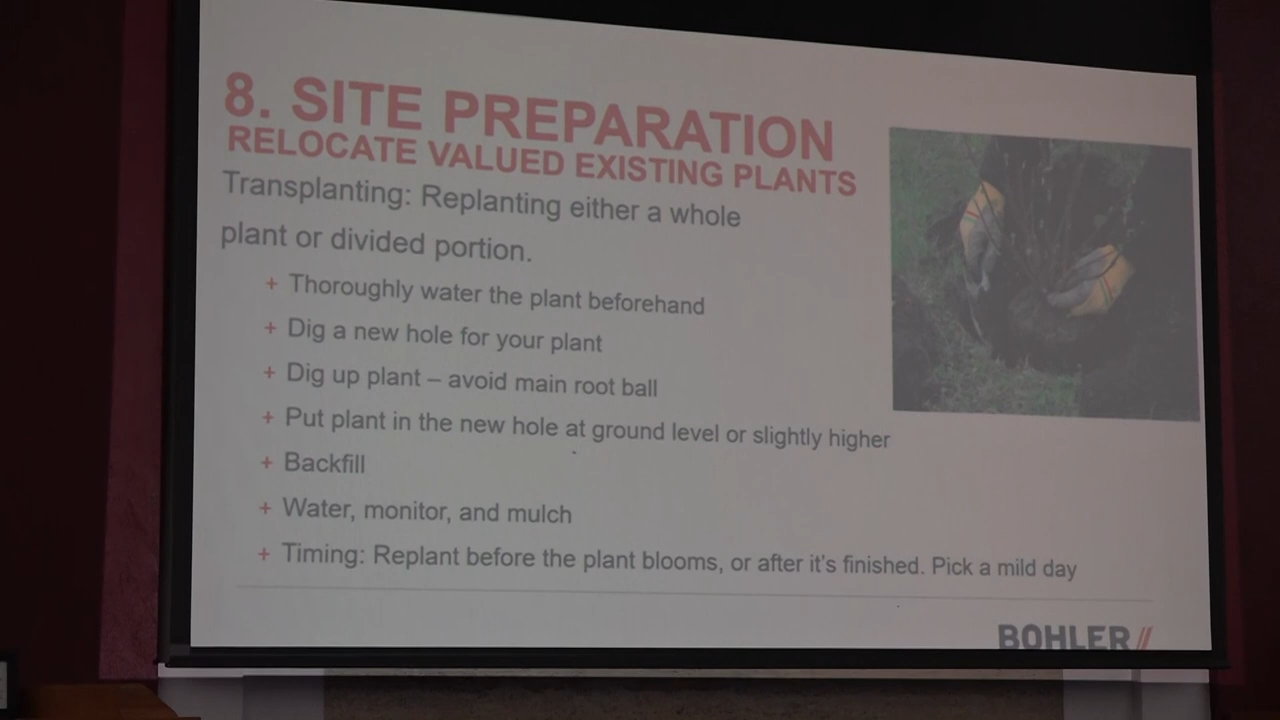 8. SITE PREPARATION
RELOCATE VALUED EXISTING PLANTS
Transplanting: Replanting either a whole
plant or divided portion.
+ Thoroughly water the plant beforehand
+ Dig a new hole for your plant
+ Dig up plant – avoid main root ball
+ Put plant in the new hole at ground level or slightly higher
+ Backfill
+ Water, monitor, and mulch
+ Timing: Replant before the plant blooms, or after it's finished. Pick a mild day
BOHLER//